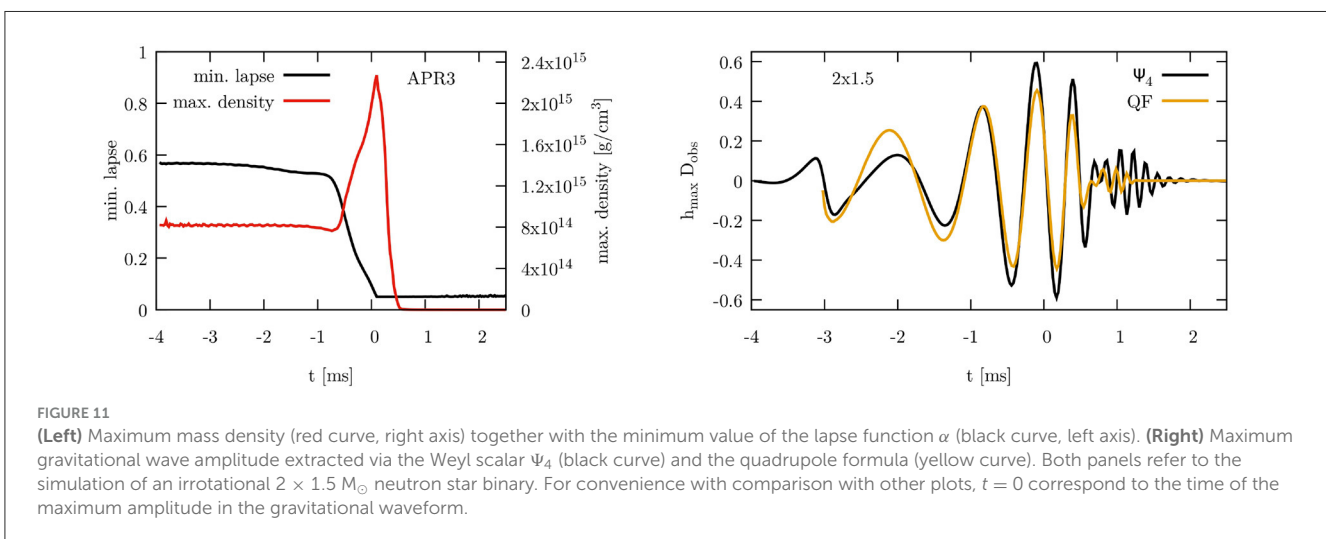 1
0.8
0.6
0.4
0.2
0
min. lapse
min. lapse
max. density
APR3
2.4x10^15
2x10^15
1.6x10^15
1.2x10^15
8x10^14
4x10^14
0
max. density [g/cm^3]
-4 -3 -2 -1 0 1 2
t [ms]
0.6
0.4
0.2
0
-0.2
-0.4
-0.6
h_max D_obs
2x1.5
Ψ_4
QF
-4 -3 -2 -1 0 1 2
t [ms]
FIGURE 11
(Left) Maximum mass density (red curve, right axis) together with the minimum value of the lapse function α (black curve, left axis). (Right) Maximum
gravitational wave amplitude extracted via the Weyl scalar Ψ₄ (black curve) and the quadrupole formula (yellow curve). Both panels refer to the
simulation of an irrotational 2 × 1.5 M⊙ neutron star binary. For convenience with comparison with other plots, t = 0 correspond to the time of the
maximum amplitude in the gravitational waveform.